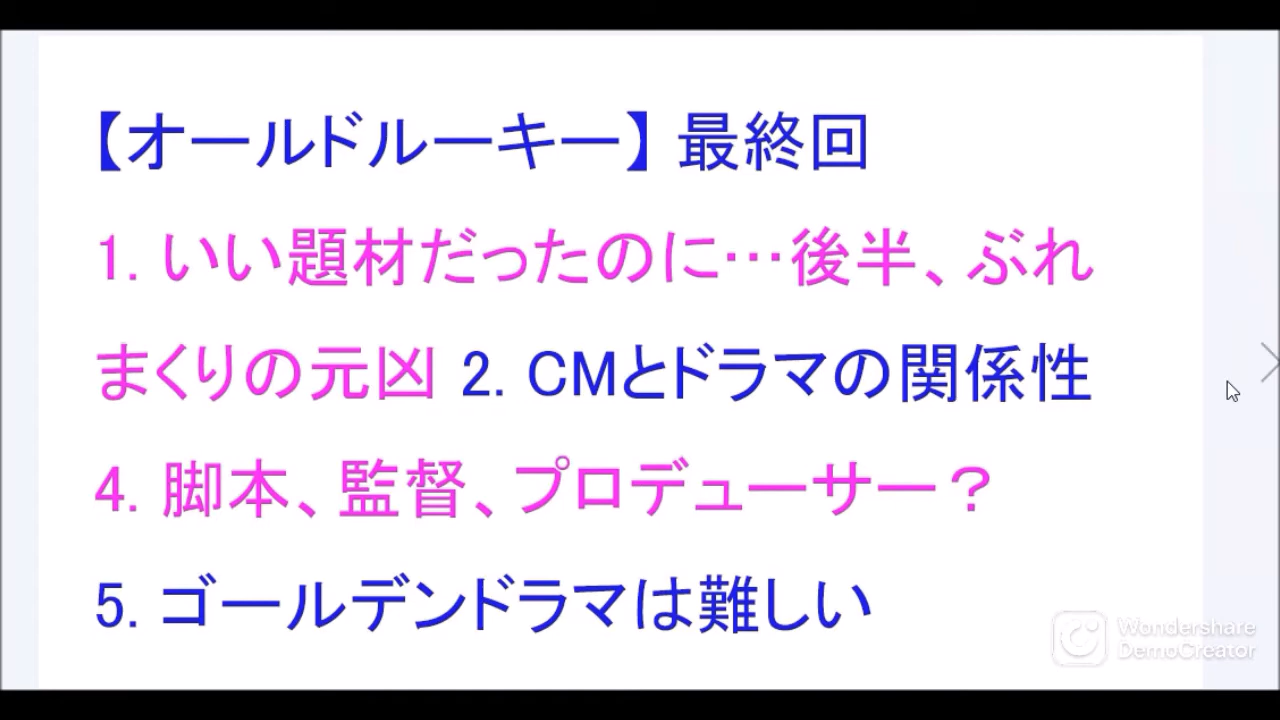 【オールドルーキー】 最終回
1. いい題材だったのに…後半、ぶれ
まくりの元凶 2. CMとドラマの関係性
4. 脚本、監督、プロデューサー？
5. ゴールデンドラマは難しい
Wondershare
DemoCreator